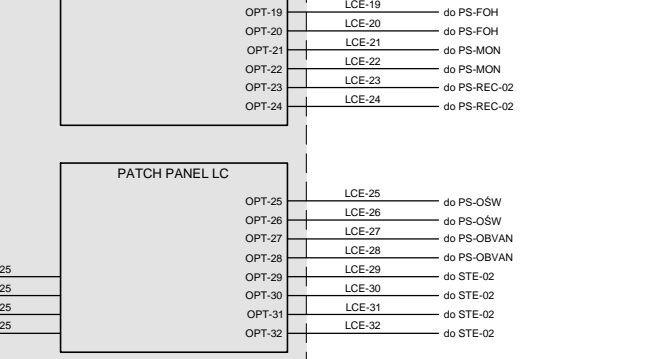 OPT-19 LCE-19 do PS-FOH
OPT-20 LCE-20 do PS-FOH
OPT-21 LCE-21 do PS-MON
OPT-22 LCE-22 do PS-MON
OPT-23 LCE-23 do PS-REC-02
OPT-24 LCE-24 do PS-REC-02
PATCH PANEL LC
OPT-25 LCE-25 do PS-OŚW
OPT-26 LCE-26 do PS-OŚW
OPT-27 LCE-27 do PS-OBVAN
OPT-28 LCE-28 do PS-OBVAN
25 OPT-29 LCE-29 do STE-02
25 OPT-30 LCE-30 do STE-02
25 OPT-31 LCE-31 do STE-02
25 OPT-32 LCE-32 do STE-02